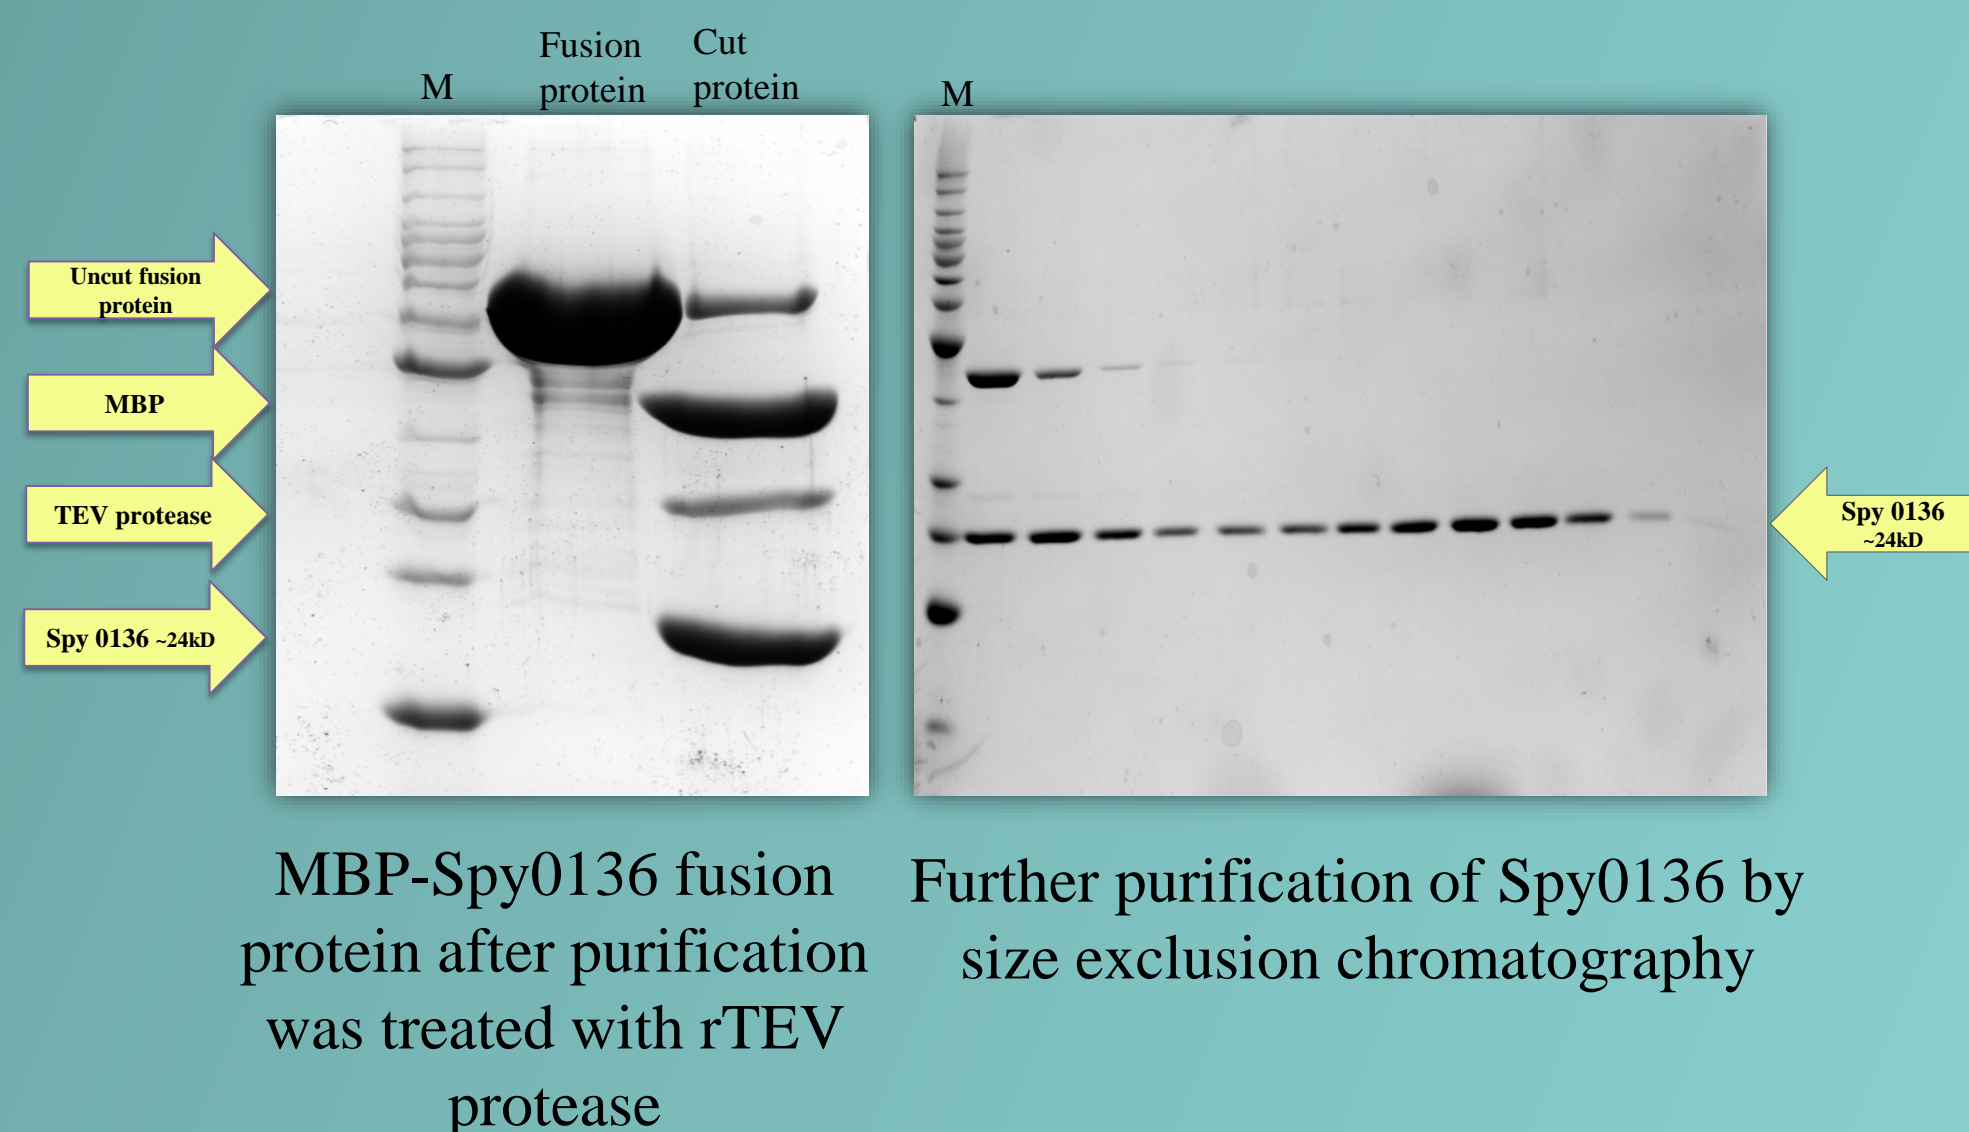 M
Fusion
protein
Cut
protein
M
Uncut fusion
protein
MBP
TEV protease
Spy 0136 ~24kD
Spy 0136
~24kD
MBP-Spy0136 fusion
protein after purification
was treated with rTEV
protease
Further purification of Spy0136 by
size exclusion chromatography